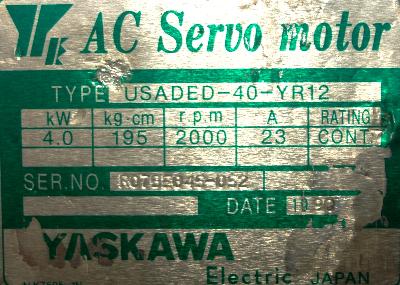 AC Servo motor
TYPE USADED-40-YR12
kW kg cm r.p.m A RATING
4.0 195 2000 23 CONT.
SER.NO.
DATE
YASKAWA
Electric JAPAN